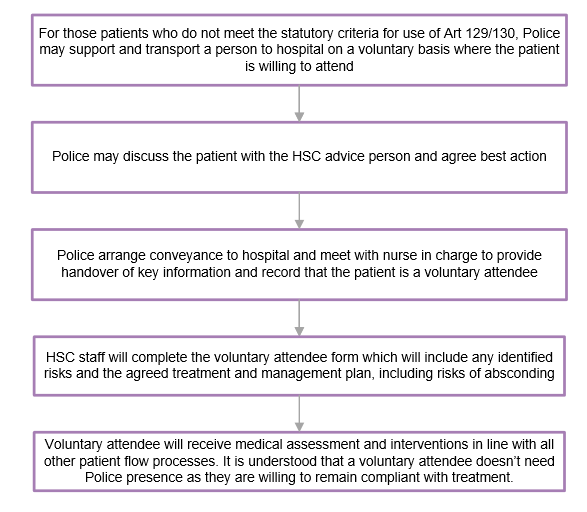 For those patients who do not meet the statutory criteria for use of Art 129/130, Police
may support and transport a person to hospital on a voluntary basis where the patient
is willing to attend
Police may discuss the patient with the HSC advice person and agree best action
Police arrange conveyance to hospital and meet with nurse in charge to provide
handover of key information and record that the patient is a voluntary attendee
HSC staff will complete the voluntary attendee form which will include any identified
risks and the agreed treatment and management plan, including risks of absconding
Voluntary attendee will receive medical assessment and interventions in line with all
other patient flow processes. It is understood that a voluntary attendee doesn’t need
Police presence as they are willing to remain compliant with treatment.